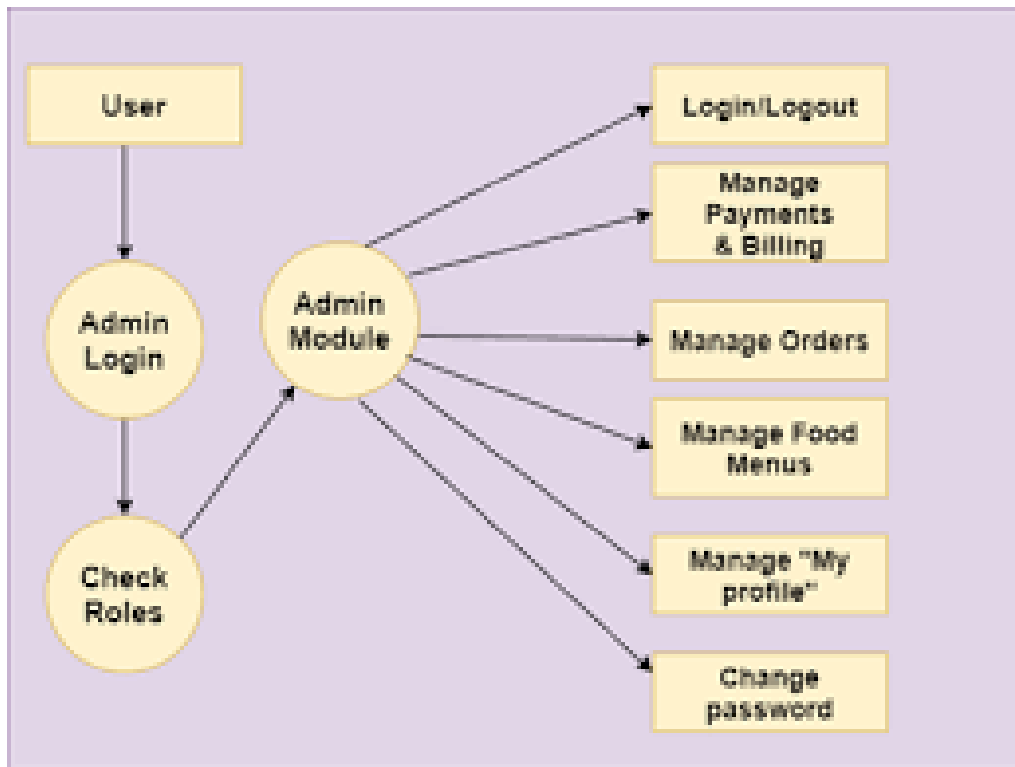 User
Admin
Login
Check
Roles
Admin
Module
Login/Logout
Manage
Payments
& Billing
Manage Orders
Manage Food
Menus
Manage "My
profile"
Change
password